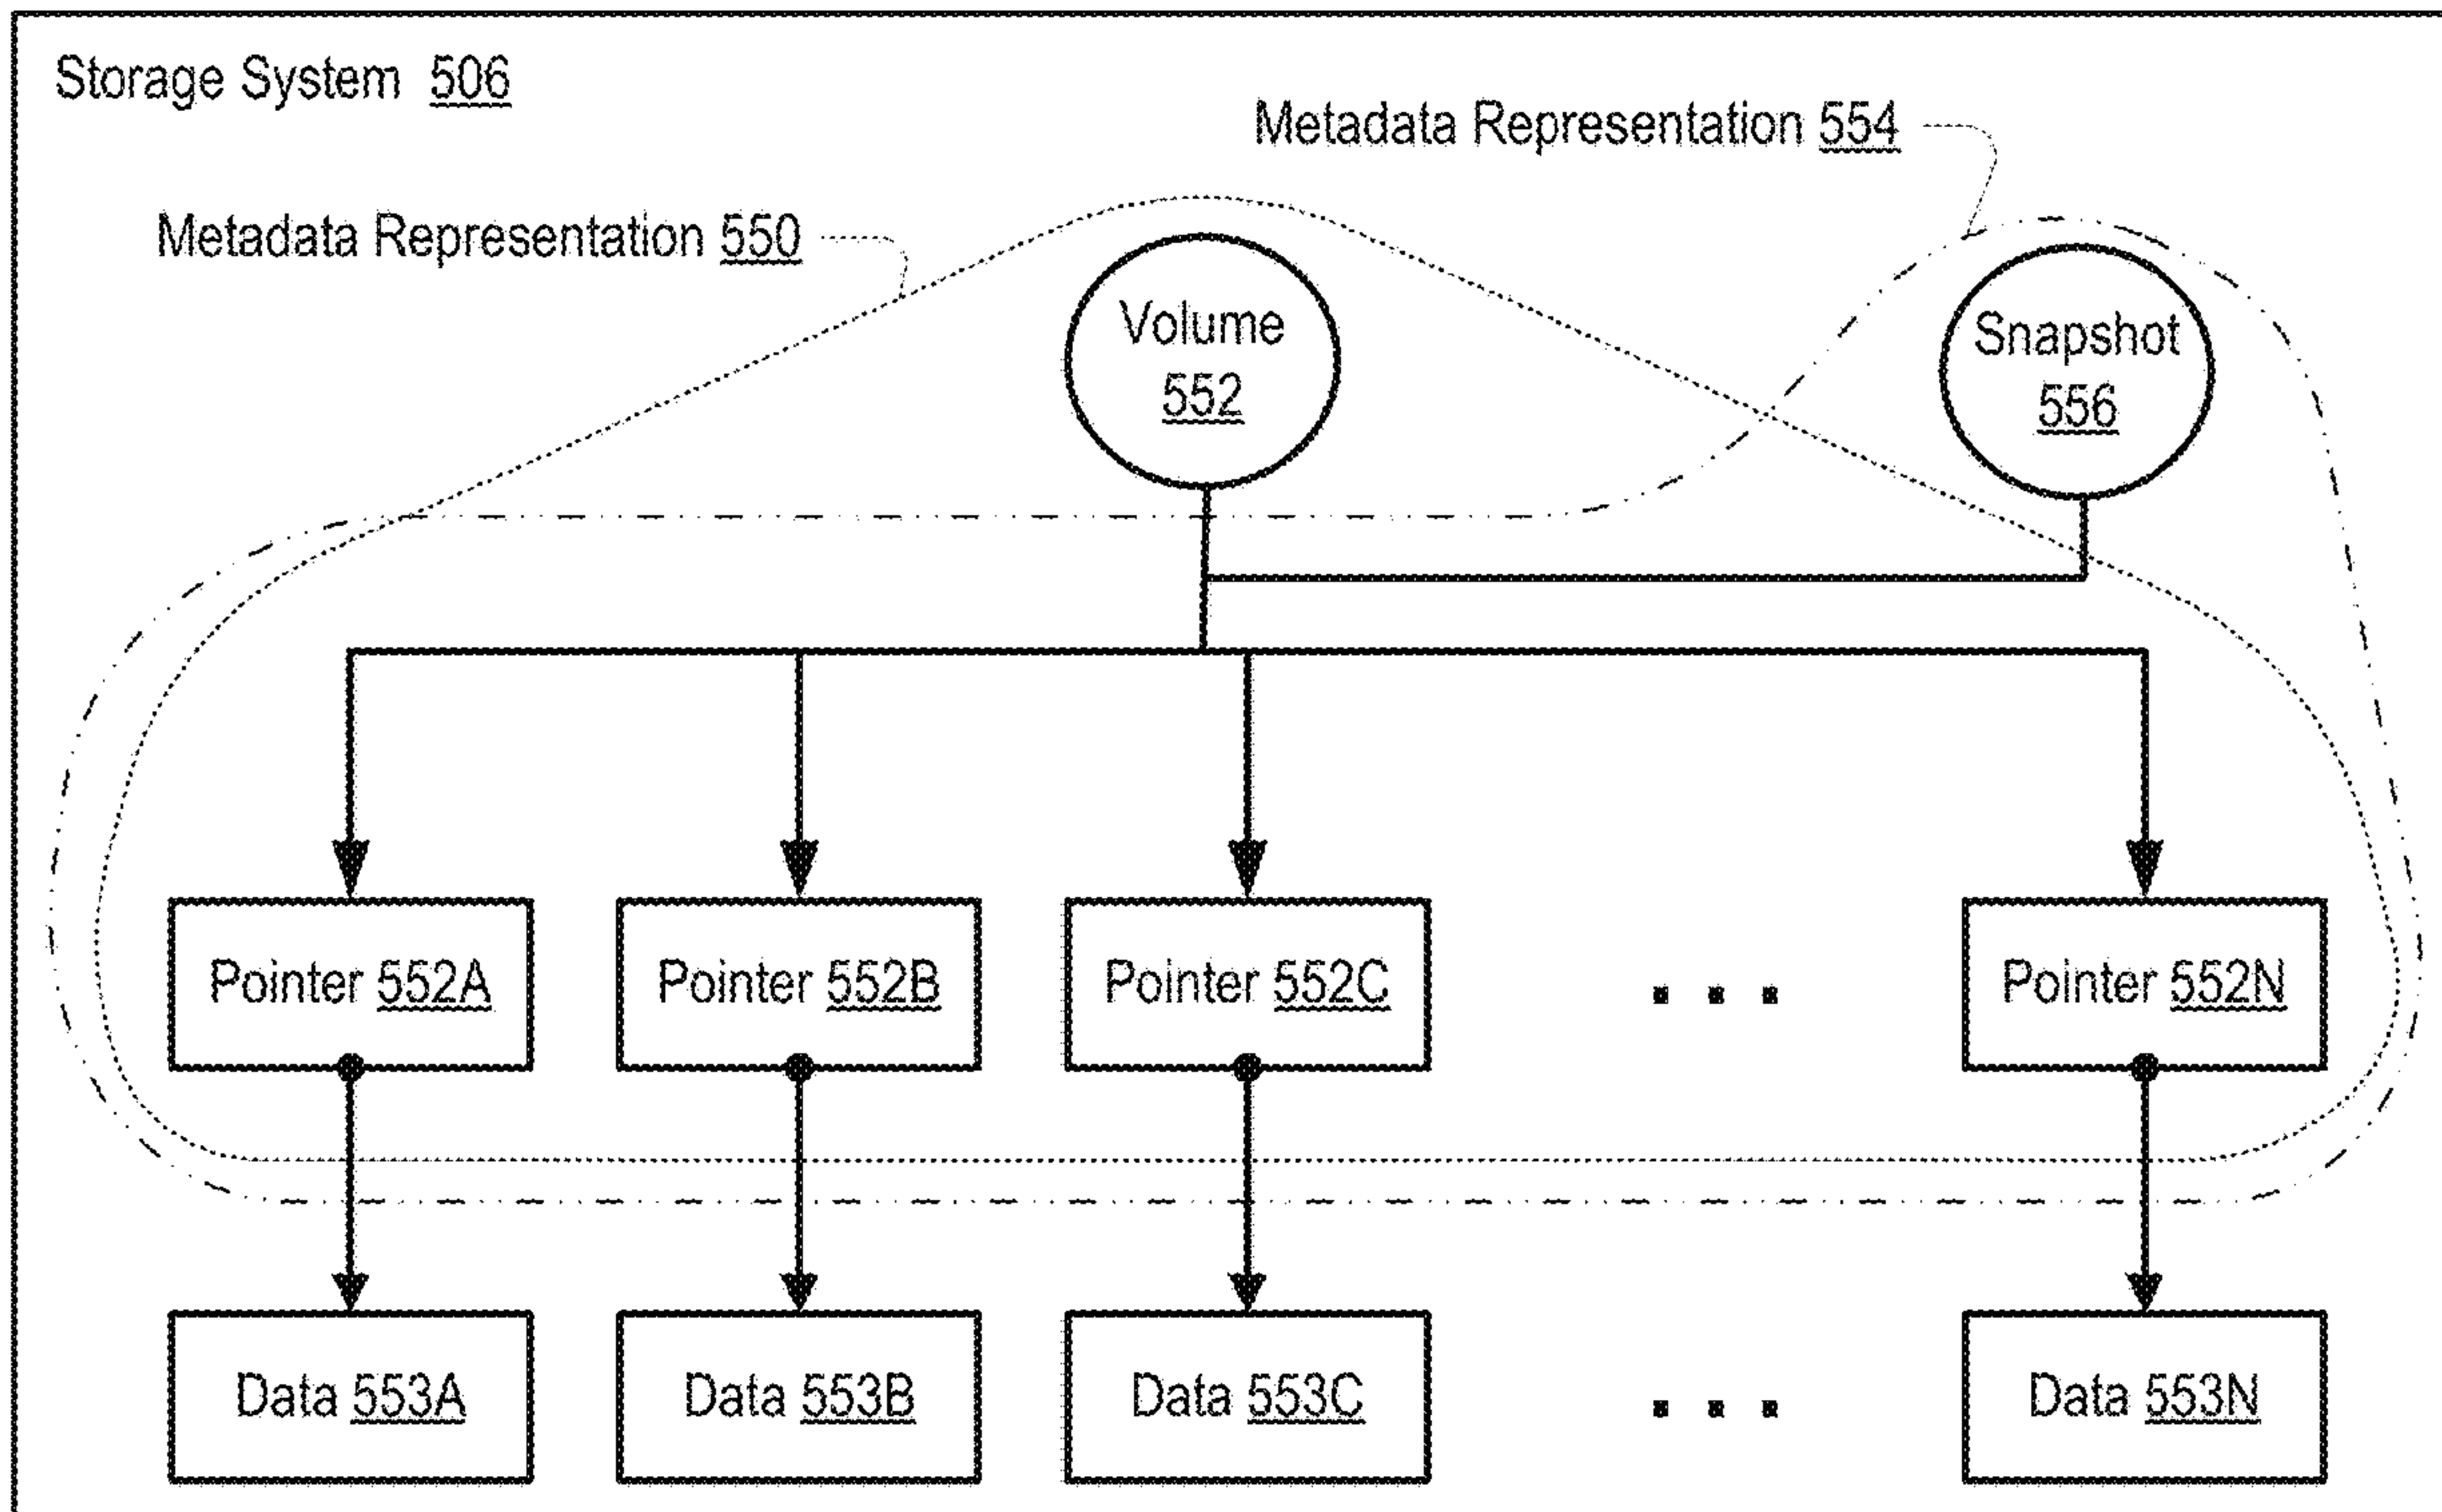 Storage System 506
Metadata Representation 554
Metadata Representation 550
Volume
552
Snapshot
556
Pointer 552A
Pointer 552B
Pointer 552C
. . .
Pointer 552N
Data 553A
Data 553B
Data 553C
. . .
Data 553N